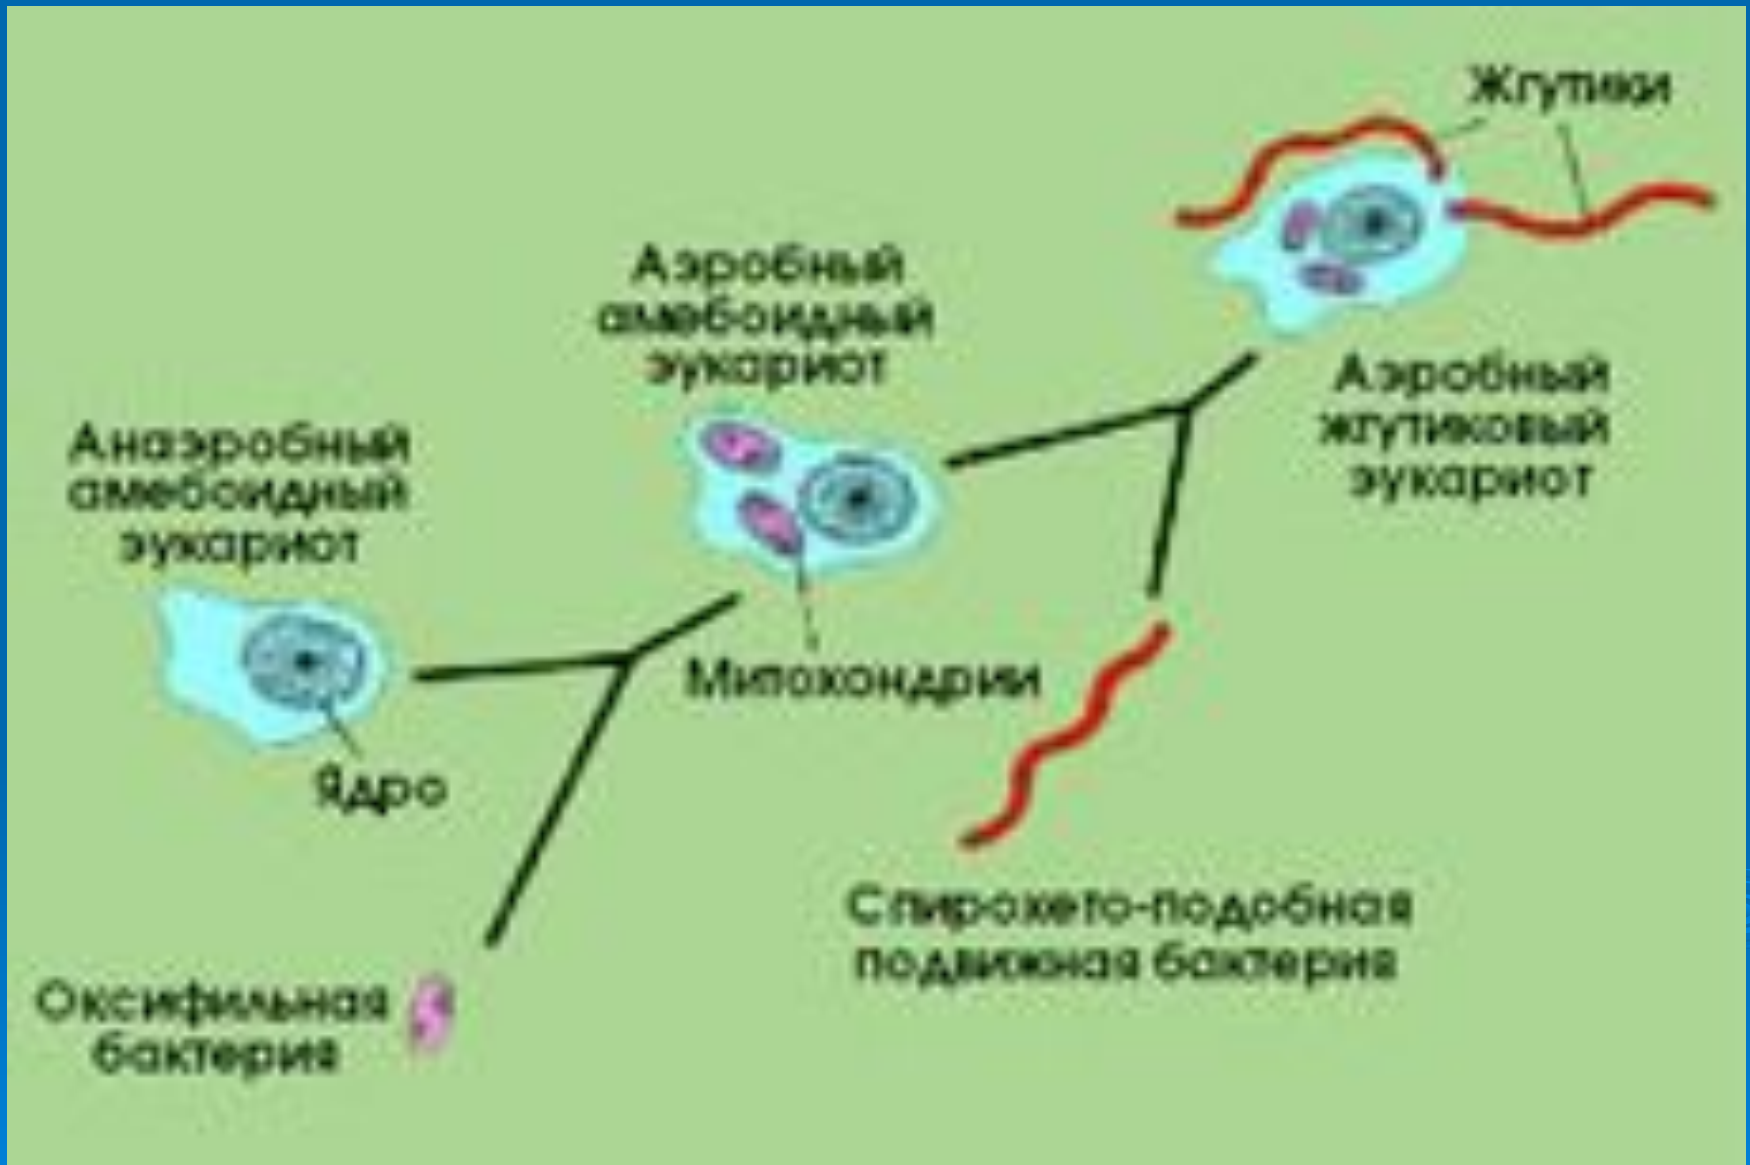 Жгутики
Аэробный
амебоидный
эукариот
Аэробный
жгутиковый
эукариот
Анаэробный
амебоидный
эукариот
Митохондрии
Ядро
Спирохето-подобная
подвижная бактерия
Оксифильная
бактерия